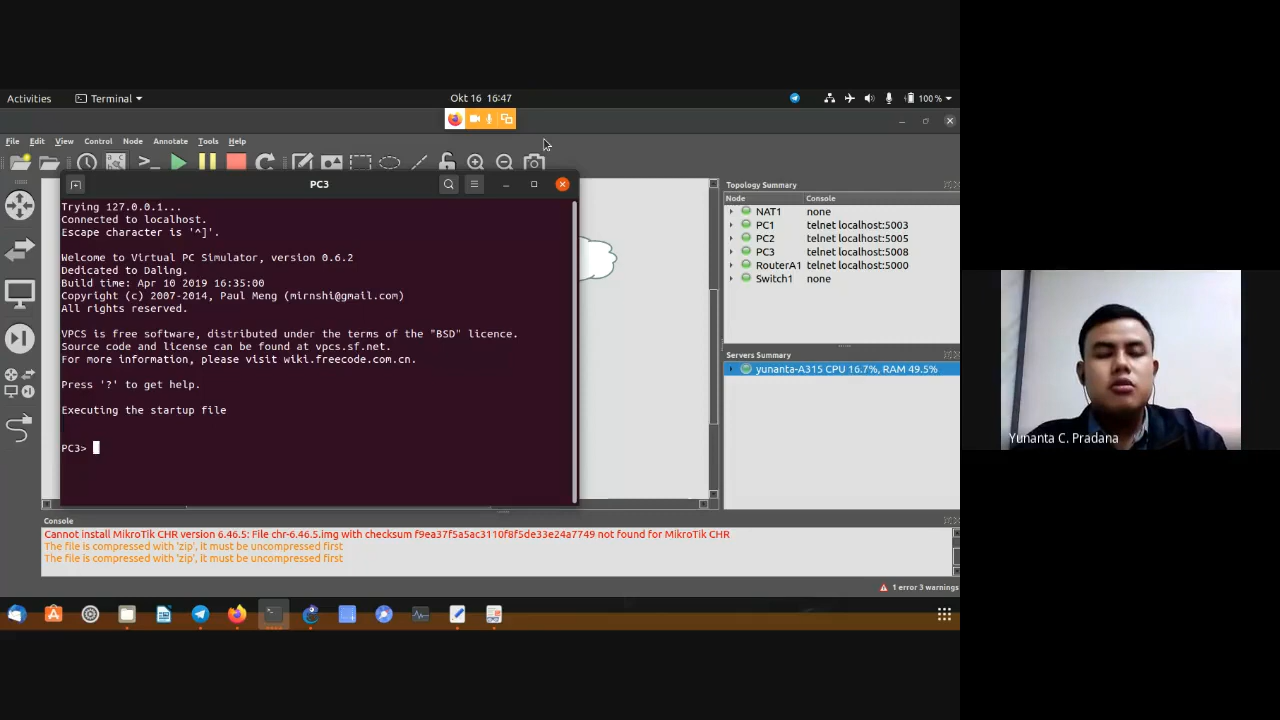 Activities
Terminal
Okt 16 16:47
100 %
File Edit View Control Node Annotate Tools Help
PC3
Trying 127.0.0.1...
Connected to localhost.
Escape character is '^]'.
Welcome to Virtual PC Simulator, version 0.6.2
Dedicated to Daling.
Build time: Apr 10 2019 16:35:00
Copyright (c) 2007-2014, Paul Meng (mirnshi@gmail.com)
All rights reserved.
VPCS is free software, distributed under the terms of the "BSD" licence.
Source code and license can be found at vpcs.sf.net.
For more information, please visit wiki.freecode.com.cn.
Press '?' to get help.
Executing the startup file
PC3>
Topology Summary
Node Console
NAT1 none
PC1 telnet localhost:5003
PC2 telnet localhost:5005
PC3 telnet localhost:5008
RouterA1 telnet localhost:5000
Switch1 none
Servers Summary
yunanta-A315 CPU 16.7%, RAM 49.5%
Console
Cannot install MikroTik CHR version 6.46.5: File chr-6.46.5.img with checksum f9ea37f5a5ac3110f8f5de33e24a7749 not found for MikroTik CHR
The file is compressed with 'zip', it must be uncompressed first
The file is compressed with 'zip', it must be uncompressed first
1 error 3 warnings
Yunanta C. Pradana